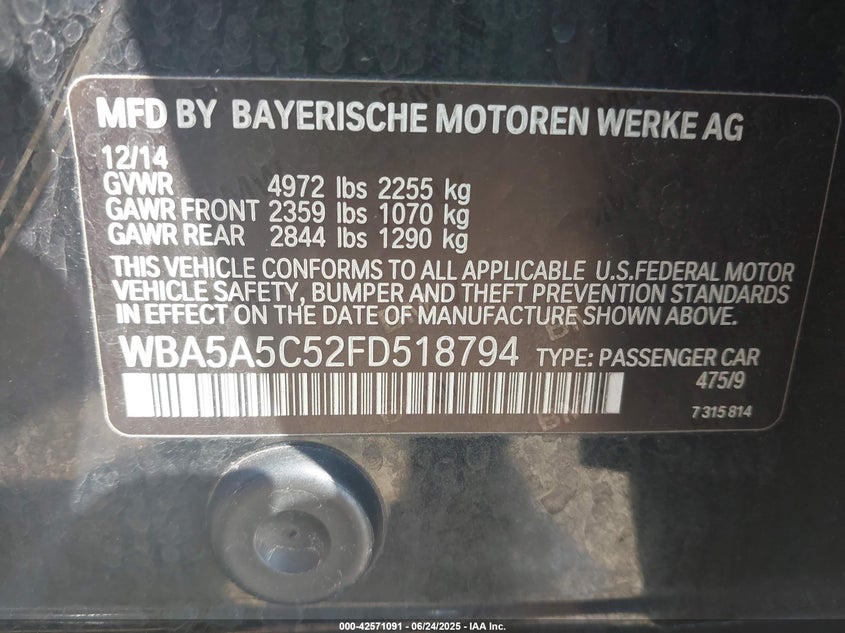 MFD BY BAYERISCHE MOTOREN WERKE AG
12/14
GVWR 4972 lbs 2255 kg
GAWR FRONT 2359 lbs 1070 kg
GAWR REAR 2844 lbs 1290 kg
THIS VEHICLE CONFORMS TO ALL APPLICABLE U.S.FEDERAL MOTOR
VEHICLE SAFETY, BUMPER AND THEFT PREVENTION STANDARDS
IN EFFECT ON THE DATE OF MANUFACTURE SHOWN ABOVE.
WBA5A5C52FD518794 TYPE: PASSENGER CAR
475/9
7 315 814
000-42571091 - 06/24/2025 - IAA Inc.